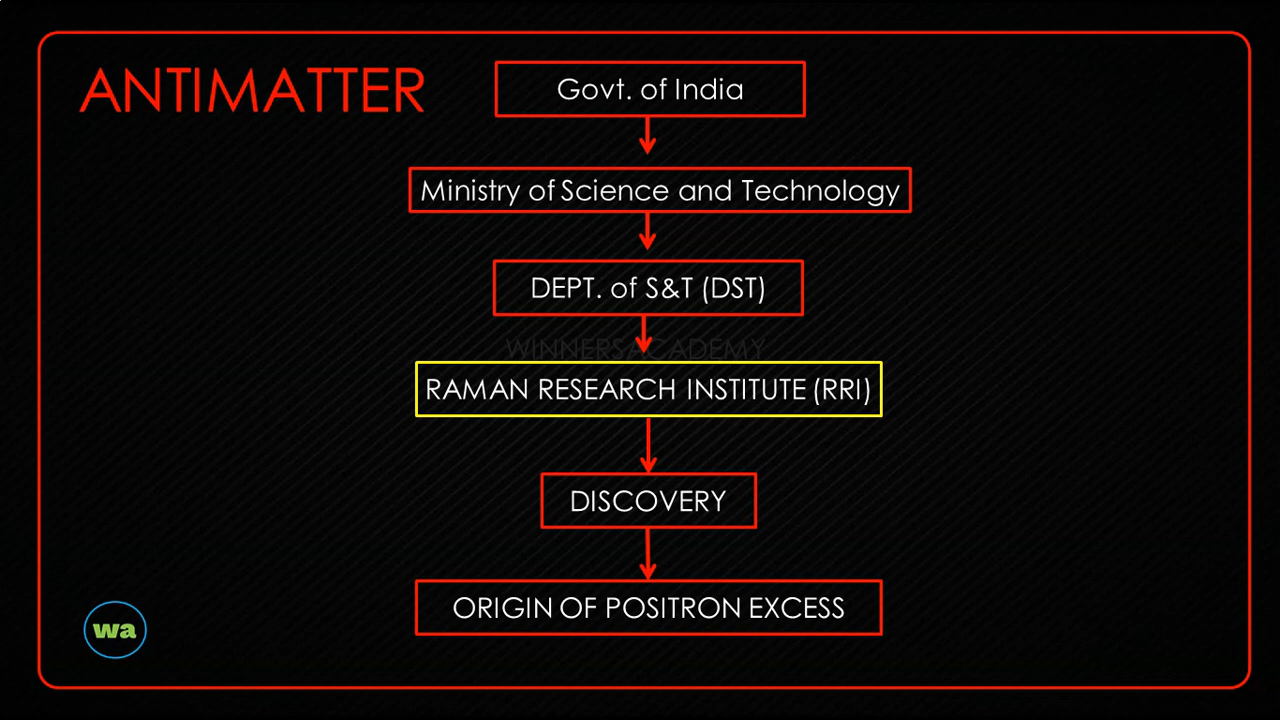 ANTIMATTER
Govt. of India
Ministry of Science and Technology
DEPT. of S&T (DST)
WINNERSACADEMY
RAMAN RESEARCH INSTITUTE (RRI)
DISCOVERY
ORIGIN OF POSITRON EXCESS
wa